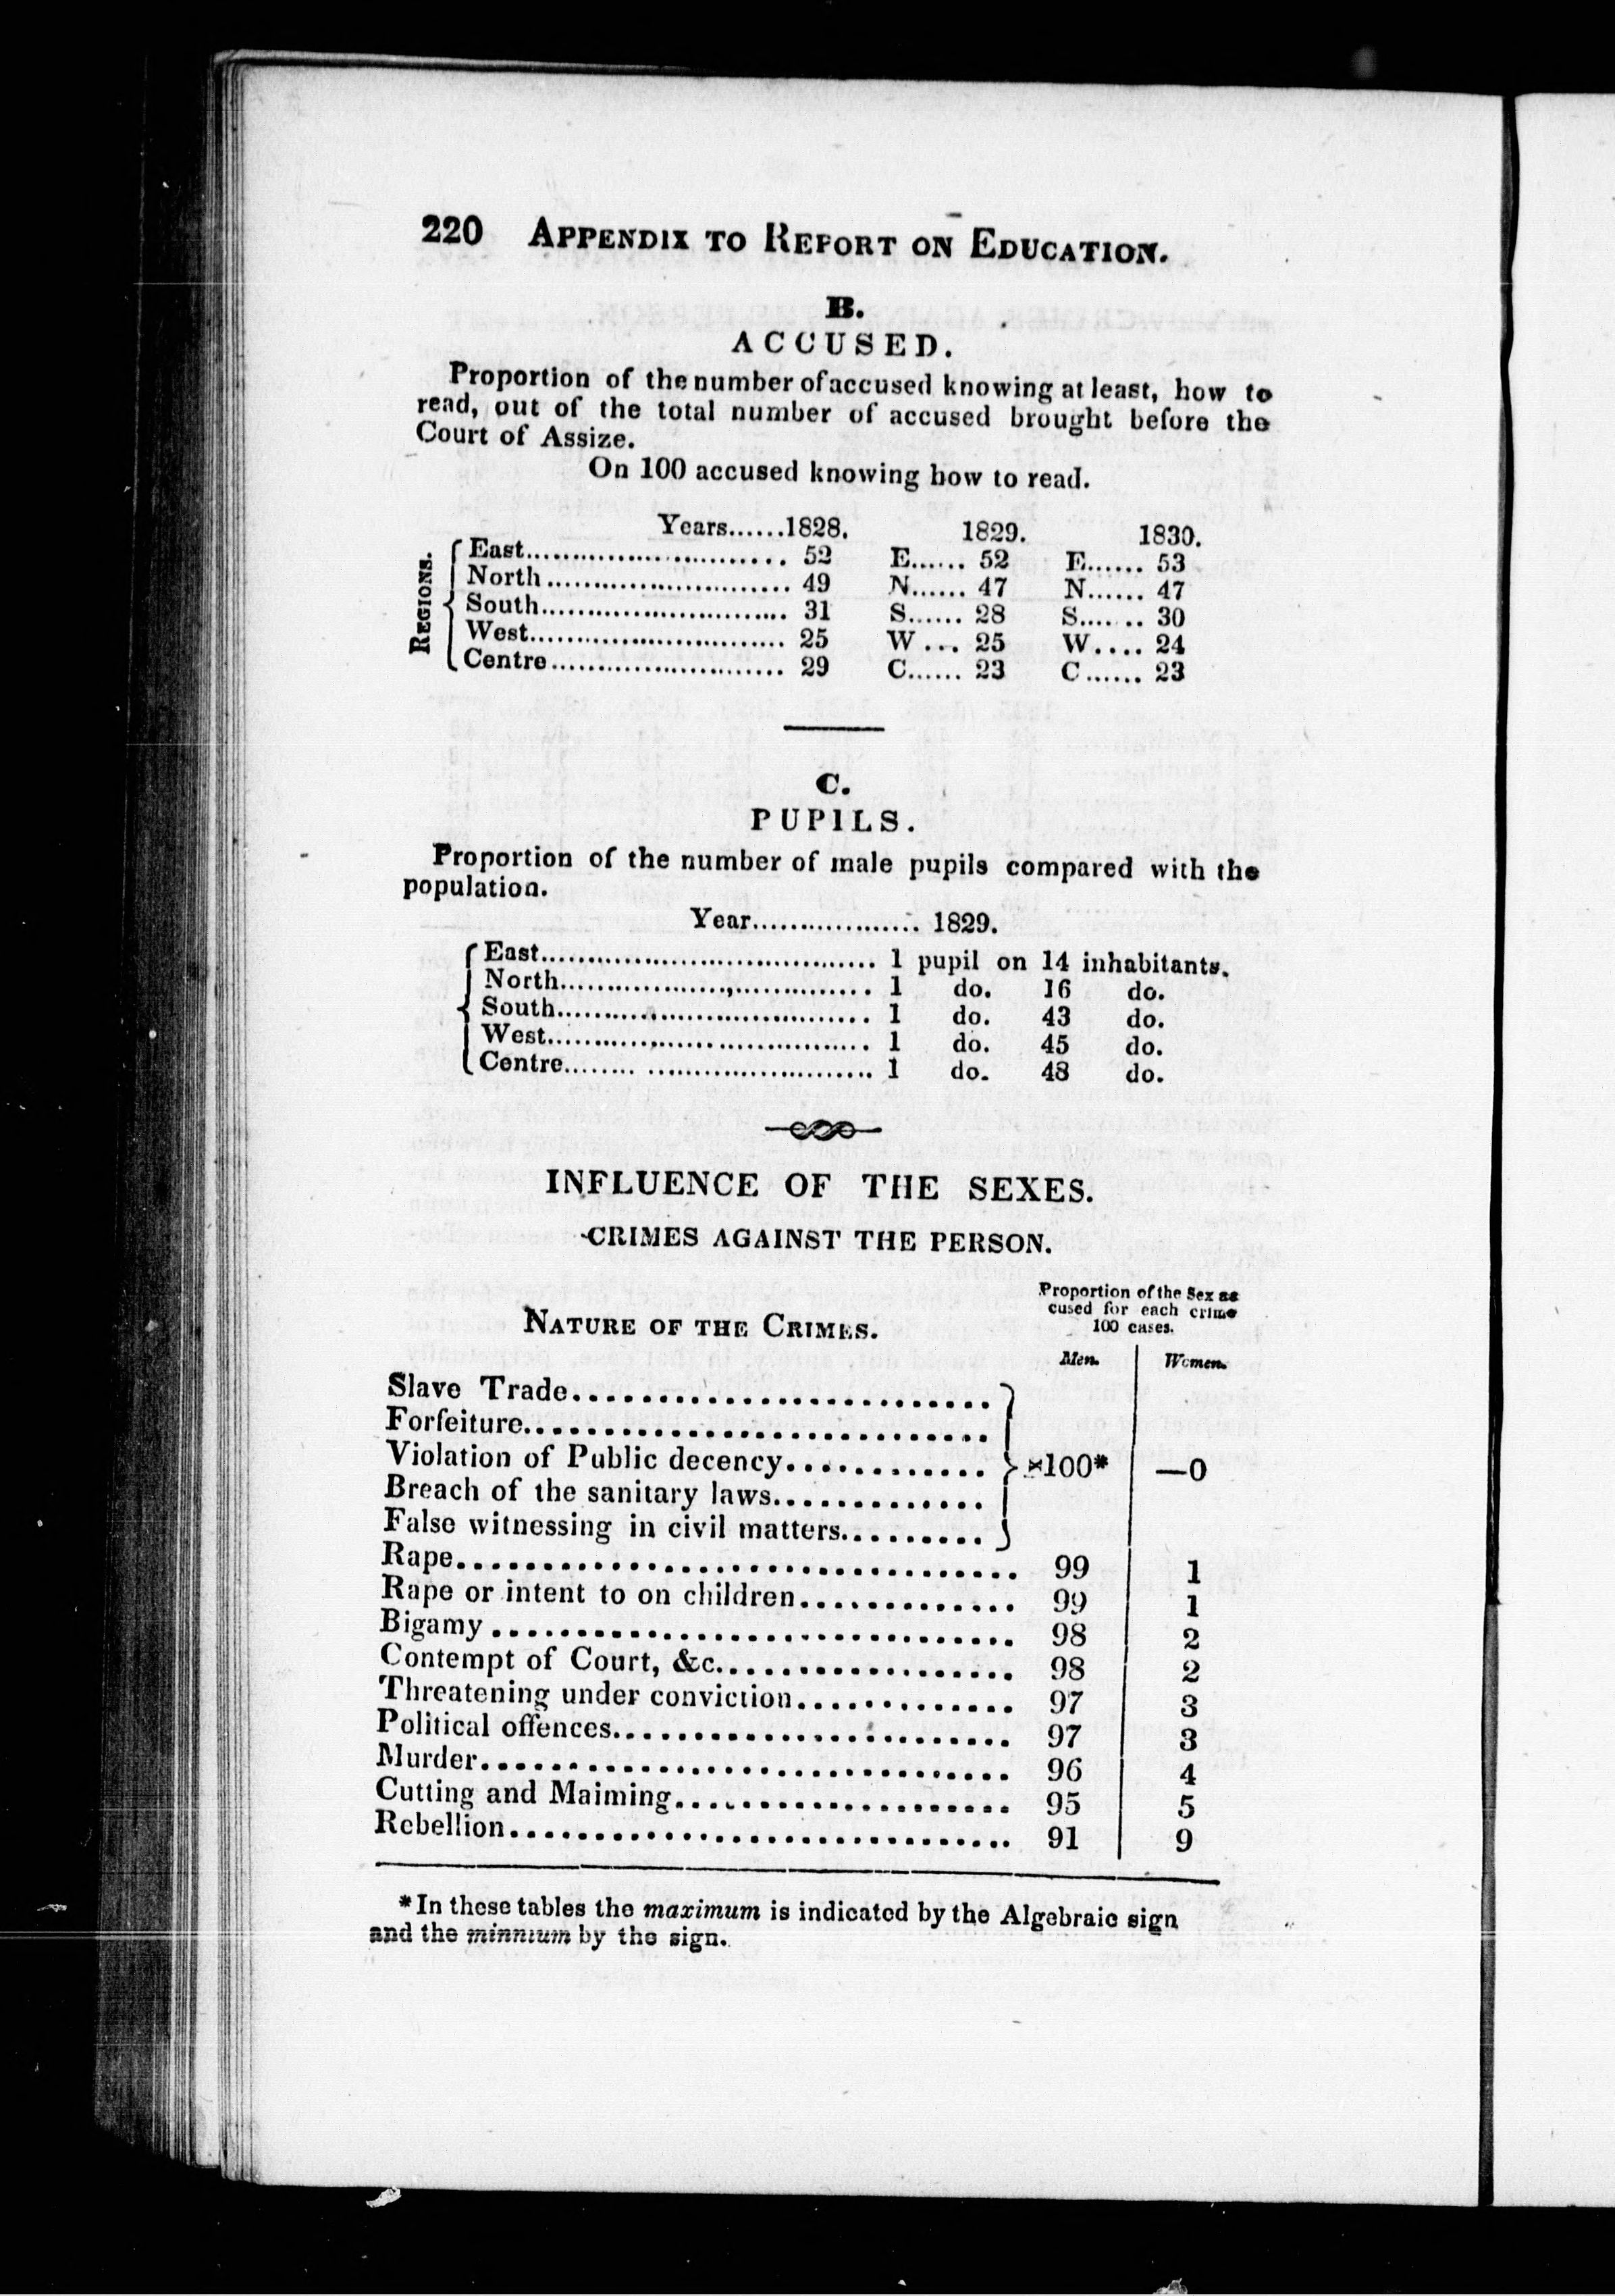 220 APPENDIX TO REPORT ON EDUCATION.
B.
ACCUSED.
Proportion of the number of accused knowing at least, how to
read, out of the total number of accused brought before the
Court of Assize.
On 100 accused knowing how to read.
Years......1828. 1829. 1830.
REGIONS.
East........................ 52 E...... 52 E...... 53
North........................ 49 N...... 47 N...... 47
South........................ 31 S...... 28 S...... 30
West........................ 25 W... 25 W.... 24
Centre........................ 29 C...... 23 C...... 23
C.
PUPILS.
Proportion of the number of male pupils compared with the
population.
Year.................. 1829.
East.................................... 1 pupil on 14 inhabitants.
North.................................... 1 do. 16 do.
South.................................... 1 do. 43 do.
West.................................... 1 do. 45 do.
Centre.................................... 1 do. 48 do.
INFLUENCE OF THE SEXES.
CRIMES AGAINST THE PERSON.
Proportion of the Sex ac
cused for each crime
100 cases.
NATURE OF THE CRIMES.
Men. Women.
Slave Trade..........................
Forfeiture.............................
Violation of Public decency............. ×100* —0
Breach of the sanitary laws.............
False witnessing in civil matters.........
Rape.................................. 99 1
Rape or intent to on children............. 99 1
Bigamy................................ 98 2
Contempt of Court, &c.................. 98 2
Threatening under conviction............. 97 3
Political offences........................ 97 3
Murder................................ 96 4
Cutting and Maiming..................... 95 5
Rebellion............................... 91 9
*In these tables the maximum is indicated by the Algebraic sign
and the minnium by the sign.